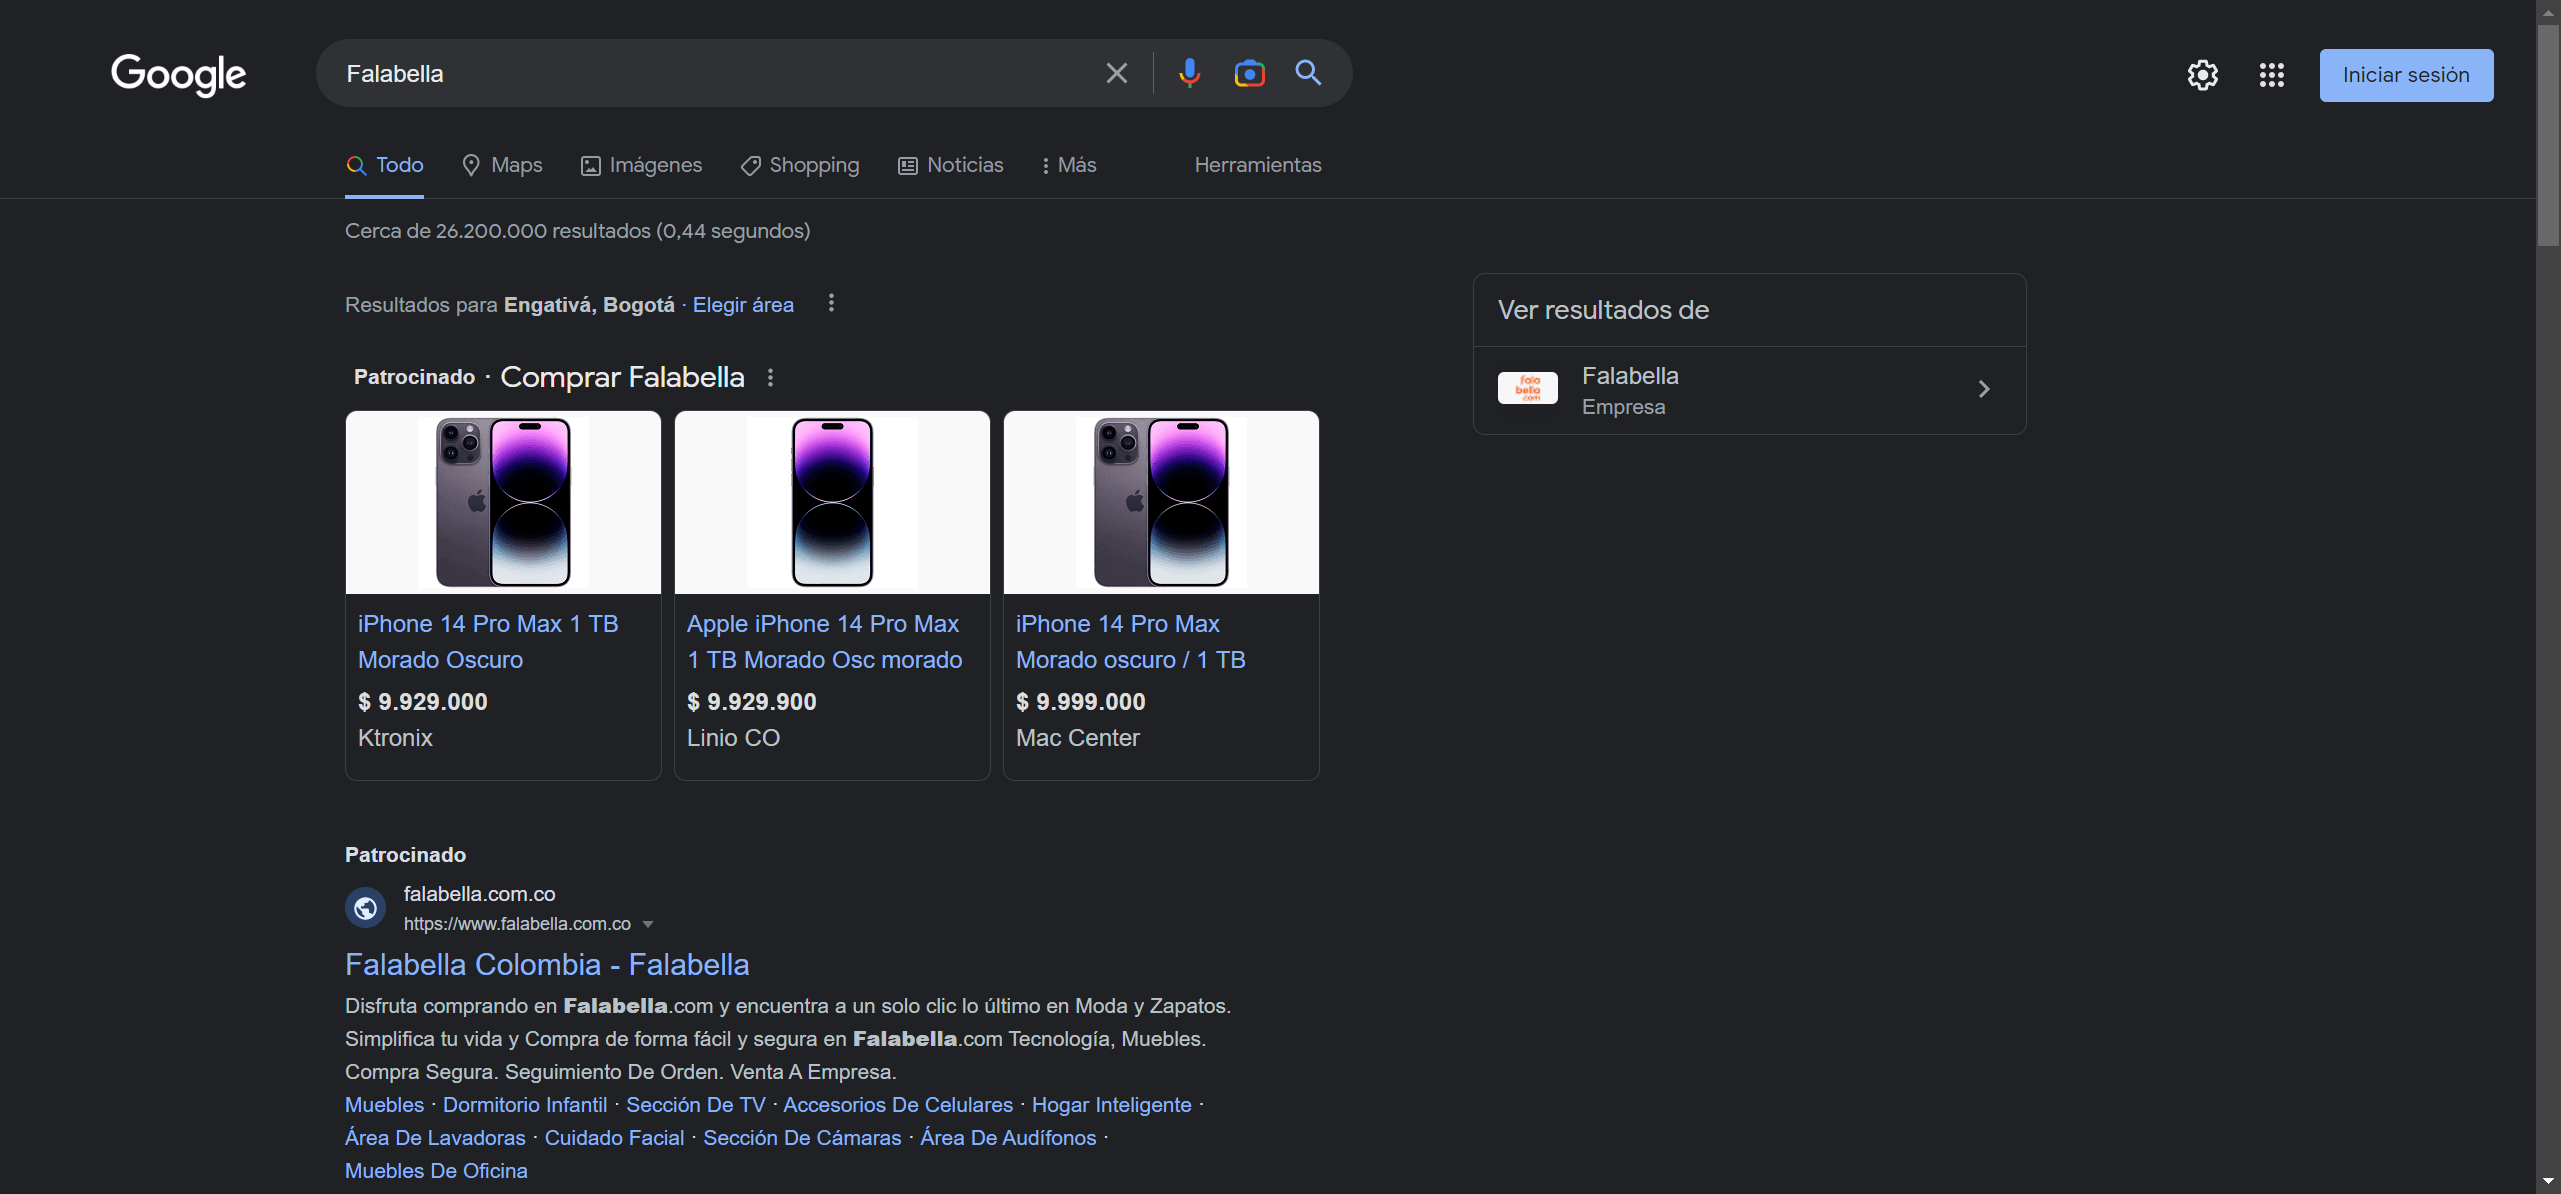 Google
Falabella
Iniciar sesión
Todo
Maps
Imágenes
Shopping
Noticias
Más
Herramientas
Cerca de 26.200.000 resultados (0,44 segundos)
Resultados para Engativá, Bogotá · Elegir área
Patrocinado · Comprar Falabella
iPhone 14 Pro Max 1 TB
Morado Oscuro
$ 9.929.000
Ktronix
Apple iPhone 14 Pro Max
1 TB Morado Osc morado
$ 9.929.900
Linio CO
iPhone 14 Pro Max
Morado oscuro / 1 TB
$ 9.999.000
Mac Center
Ver resultados de
fala
bella
.com
Falabella
Empresa
Patrocinado
falabella.com.co
https://www.falabella.com.co
Falabella Colombia - Falabella
Disfruta comprando en Falabella.com y encuentra a un solo clic lo último en Moda y Zapatos.
Simplifica tu vida y Compra de forma fácil y segura en Falabella.com Tecnología, Muebles.
Compra Segura. Seguimiento De Orden. Venta A Empresa.
Muebles · Dormitorio Infantil · Sección De TV · Accesorios De Celulares · Hogar Inteligente ·
Área De Lavadoras · Cuidado Facial · Sección De Cámaras · Área De Audífonos ·
Muebles De Oficina